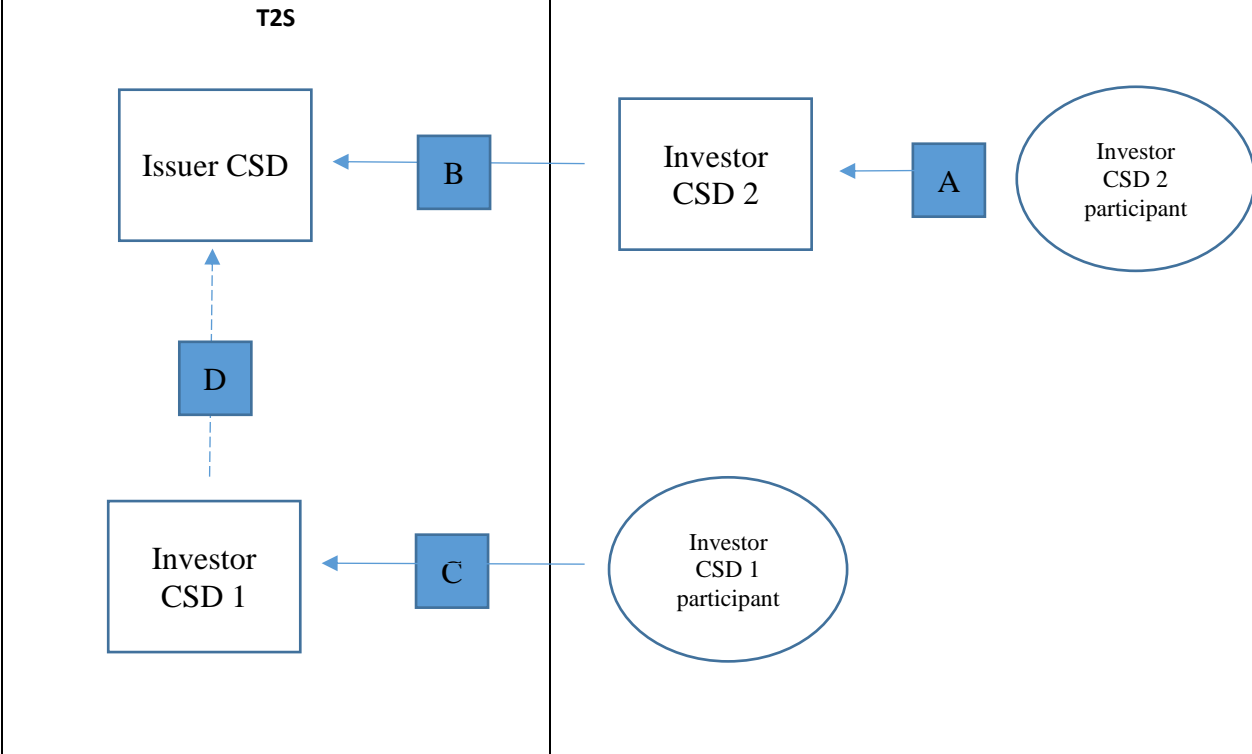 T2S
Issuer CSD
B
Investor
CSD 2
A
Investor
CSD 2
participant
D
Investor
CSD 1
C
Investor
CSD 1
participant